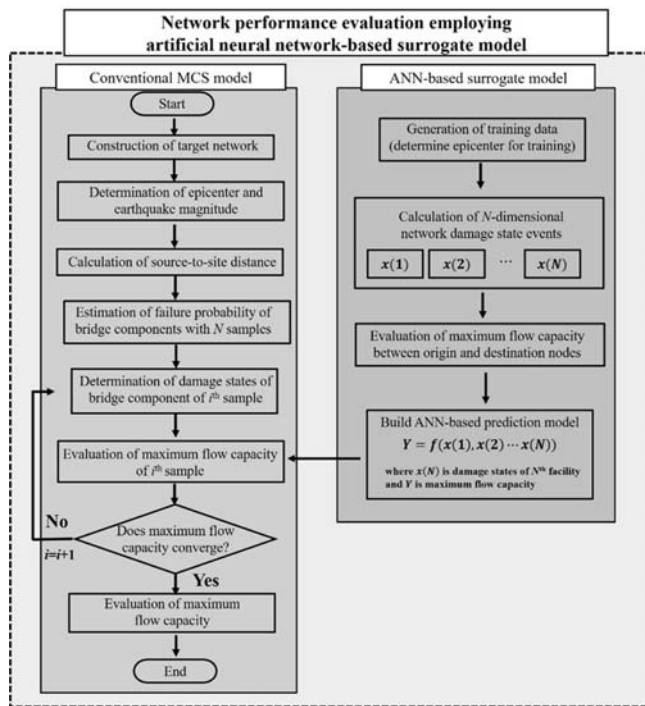 Network performance evaluation employing
artificial neural network-based surrogate model
Conventional MCS model
Start
Construction of target network
Determination of epicenter and
earthquake magnitude
Calculation of source-to-site distance
Estimation of failure probability of
bridge components with N samples
Determination of damage states of
bridge component of iᵗʰ sample
Evaluation of maximum flow capacity
of iᵗʰ sample
No
i=i+1
Does maximum flow
capacity converge?
Yes
Evaluation of maximum
flow capacity
End
ANN-based surrogate model
Generation of training data
(determine epicenter for training)
Calculation of N-dimensional
network damage state events
x(1) x(2) ... x(N)
Evaluation of maximum flow capacity
between origin and destination nodes
Build ANN-based prediction model
Y = f(x(1), x(2) ⋯ x(N))
where x(N) is damage states of Nᵗʰ facility
and Y is maximum flow capacity